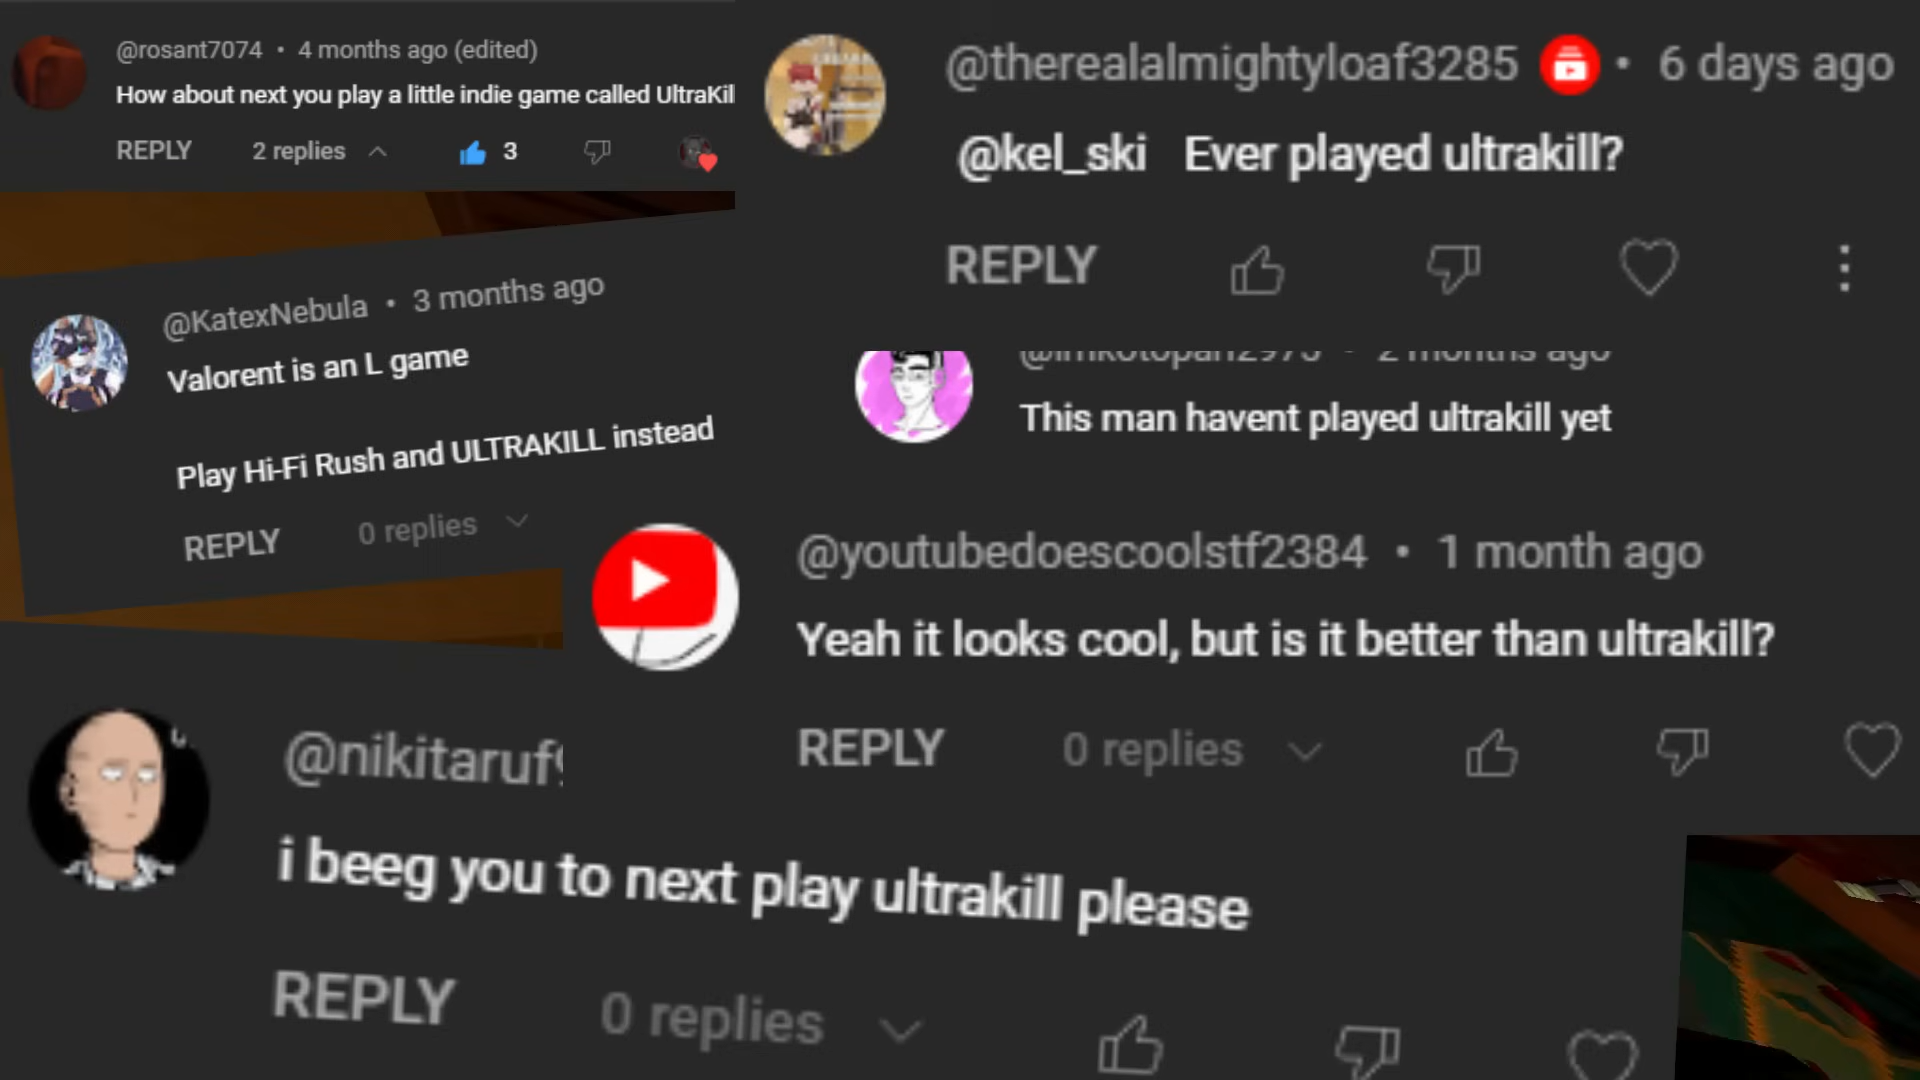 @rosant7074 • 4 months ago (edited)
How about next you play a little indie game called UltraKil
REPLY 2 replies 3
@therealalmightyloaf3285 • 6 days ago
@kel_ski Ever played ultrakill?
REPLY
@KatexNebula • 3 months ago
Valorent is an L game
Play Hi-Fi Rush and ULTRAKILL instead
REPLY 0 replies
2 months ago
This man havent played ultrakill yet
@youtubedoescoolstf2384 • 1 month ago
Yeah it looks cool, but is it better than ultrakill?
REPLY 0 replies
@nikitaruf
i beeg you to next play ultrakill please
REPLY 0 replies